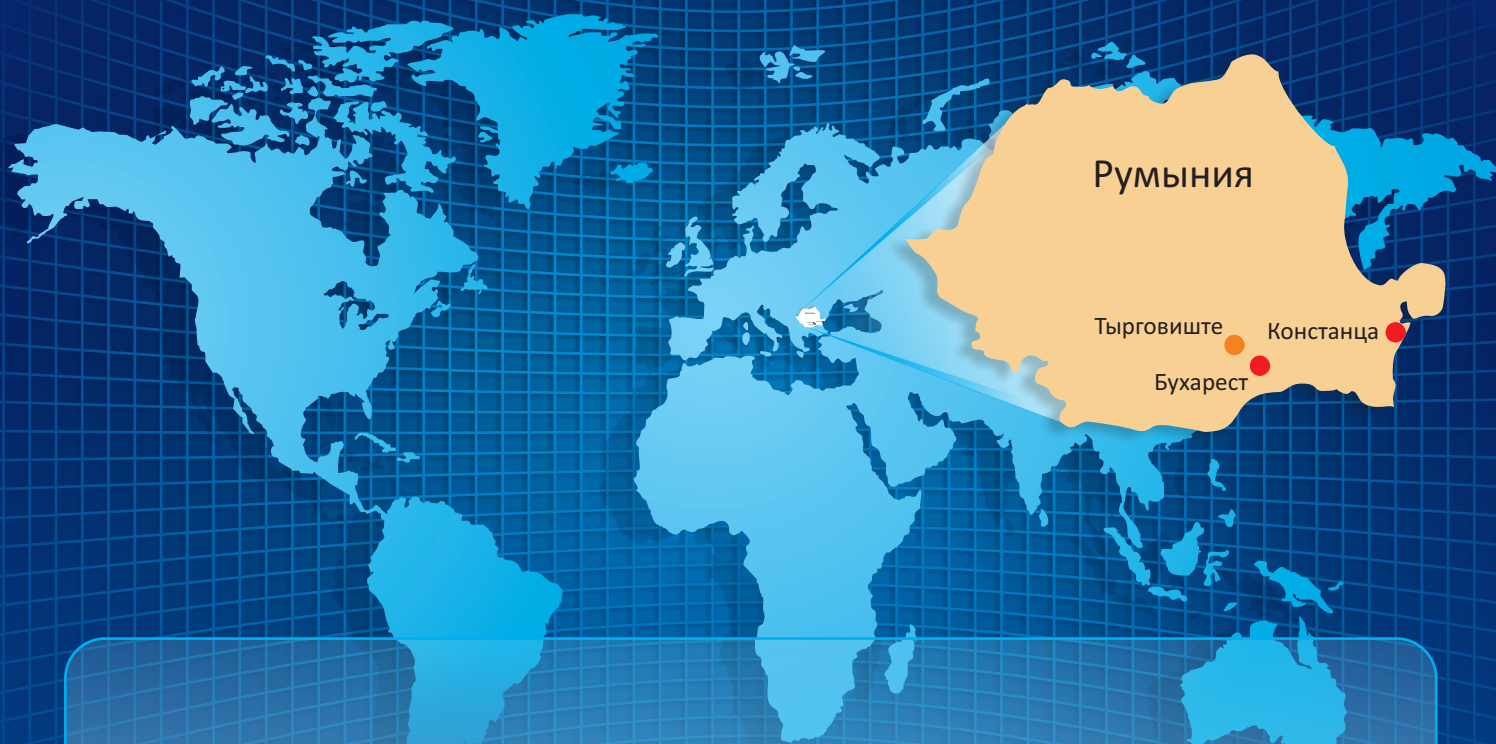 Румыния
Тырговиште
Констанца
Бухарест